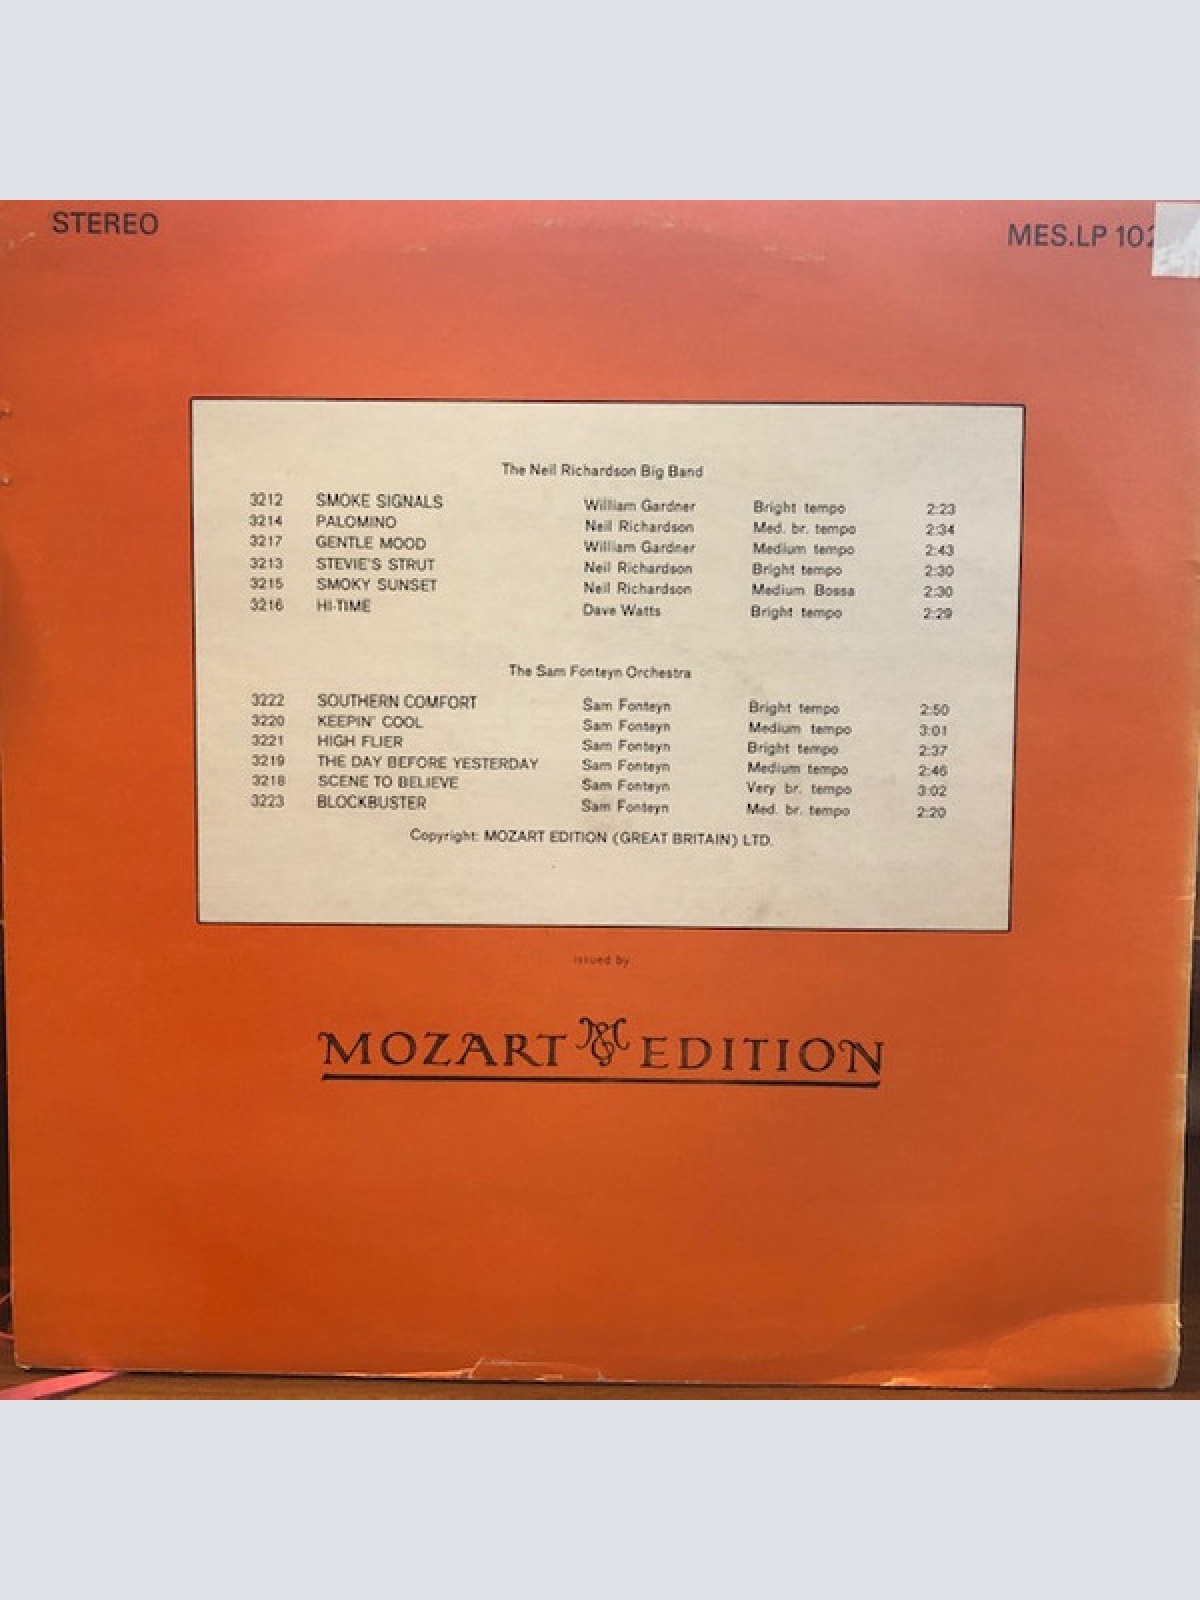 STEREO
MES.LP 102
The Neil Richardson Big Band
3212 SMOKE SIGNALS William Gardner Bright tempo 2:23
3214 PALOMINO Neil Richardson Med. br. tempo 2:34
3217 GENTLE MOOD William Gardner Medium tempo 2:43
3213 STEVIE'S STRUT Neil Richardson Bright tempo 2:30
3215 SMOKY SUNSET Neil Richardson Medium Bossa 2:30
3216 HI-TIME Dave Watts Bright tempo 2:29
The Sam Fonteyn Orchestra
3222 SOUTHERN COMFORT Sam Fonteyn Bright tempo 2:50
3220 KEEPIN' COOL Sam Fonteyn Medium tempo 3:01
3221 HIGH FLIER Sam Fonteyn Bright tempo 2:37
3219 THE DAY BEFORE YESTERDAY Sam Fonteyn Medium tempo 2:46
3218 SCENE TO BELIEVE Sam Fonteyn Very br. tempo 3:02
3223 BLOCKBUSTER Sam Fonteyn Med. br. tempo 2:20
Copyright: MOZART EDITION (GREAT BRITAIN) LTD.
issued by
MOZART EDITION